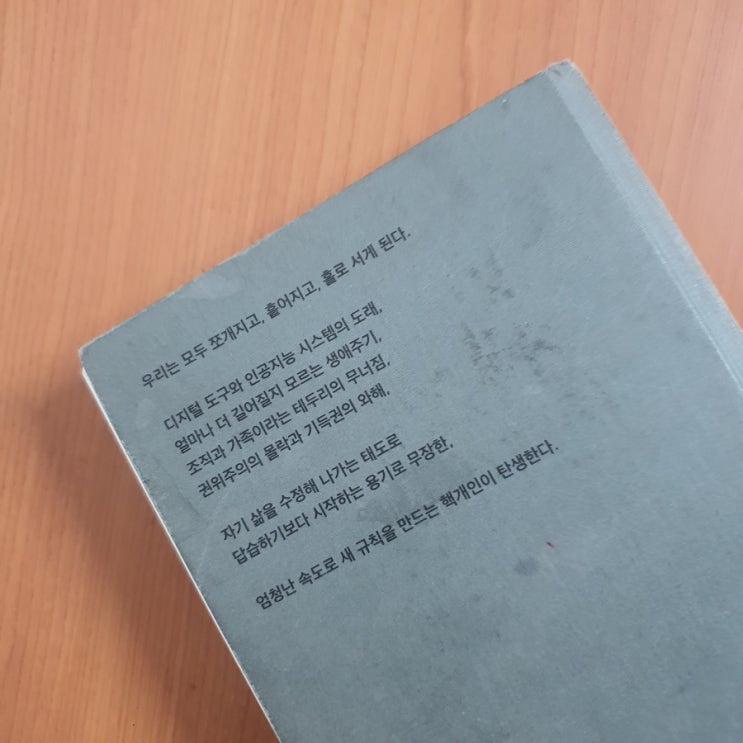 우리는 모두 쪼개지고, 흩어지고, 홀로 서게 된다.
디지털 도구와 인공지능 시스템의 도래,
얼마나 더 길어질지 모르는 생애주기,
조직과 가족이라는 테두리의 무너짐,
권위주의의 몰락과 기득권의 와해,
자기 삶을 수정해 나가는 태도로
답습하기보다 시작하는 용기로 무장한,
엄청난 속도로 새 규칙을 만드는 핵개인이 탄생한다.